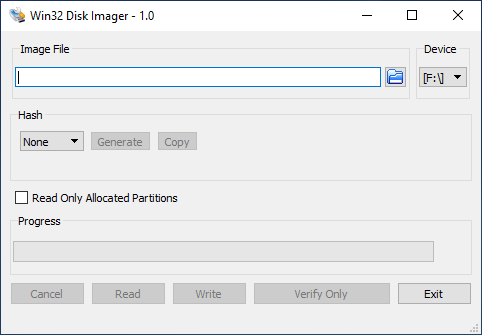 Win32 Disk Imager - 1.0
Image File
Device
[F:\]
Hash
None
Generate
Copy
Read Only Allocated Partitions
Progress
Cancel
Read
Write
Verify Only
Exit